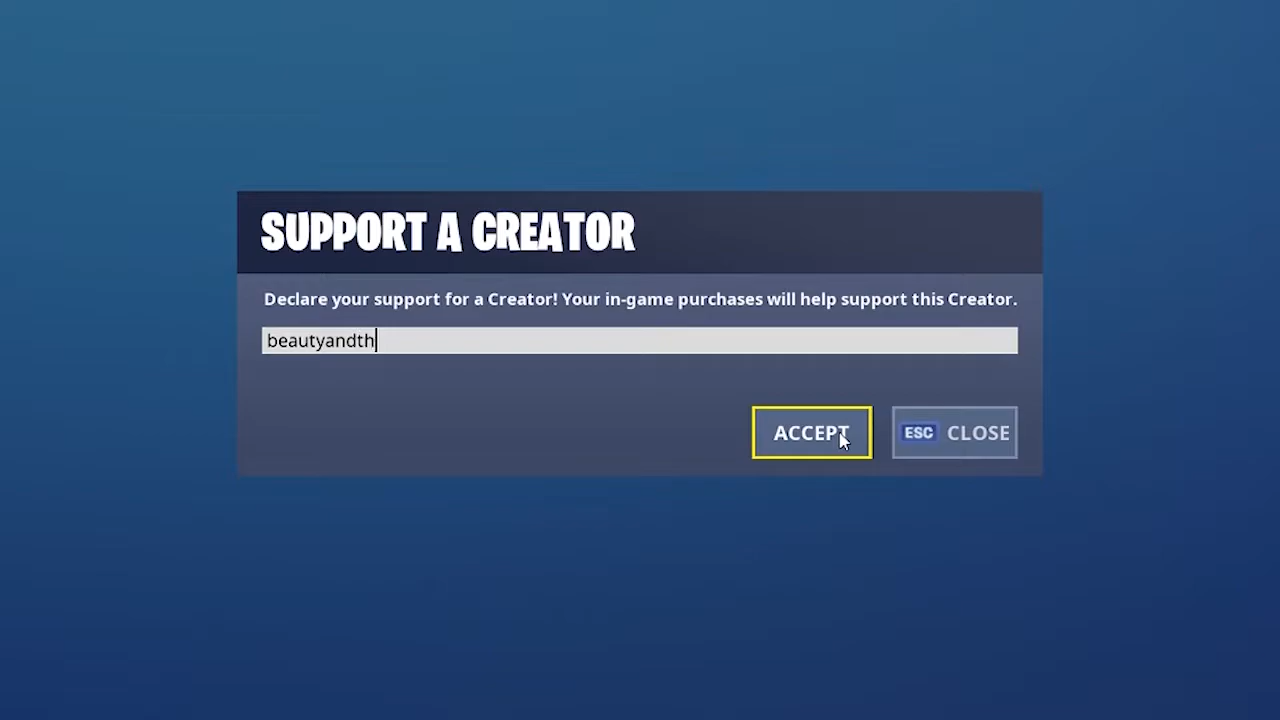 SUPPORT A CREATOR
Declare your support for a Creator! Your in-game purchases will help support this Creator.
beautyandth
ACCEPT
ESC CLOSE